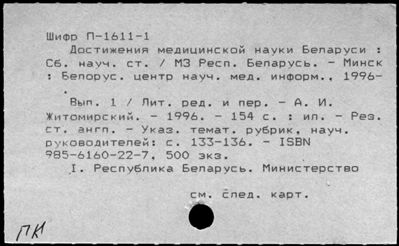 Шифр П-1611-1
Достижения медицинской науки Беларуси :
Сб. науч. ст. / МЗ Респ. Беларусь. - Минск
: Белорус. центр науч. мед. информ., 1996-
.
Вып. 1 / Лит. ред. и пер. - А. И.
Житомирский. - 1996. - 154 с. : ил. - Рез.
ст. англ. - Указ. темат. рубрик, науч.
руководителей: с. 133-136. - ISBN
985-6160-22-7, 500 экз.
I. Республика Беларусь. Министерство
см. след. карт.
ПК